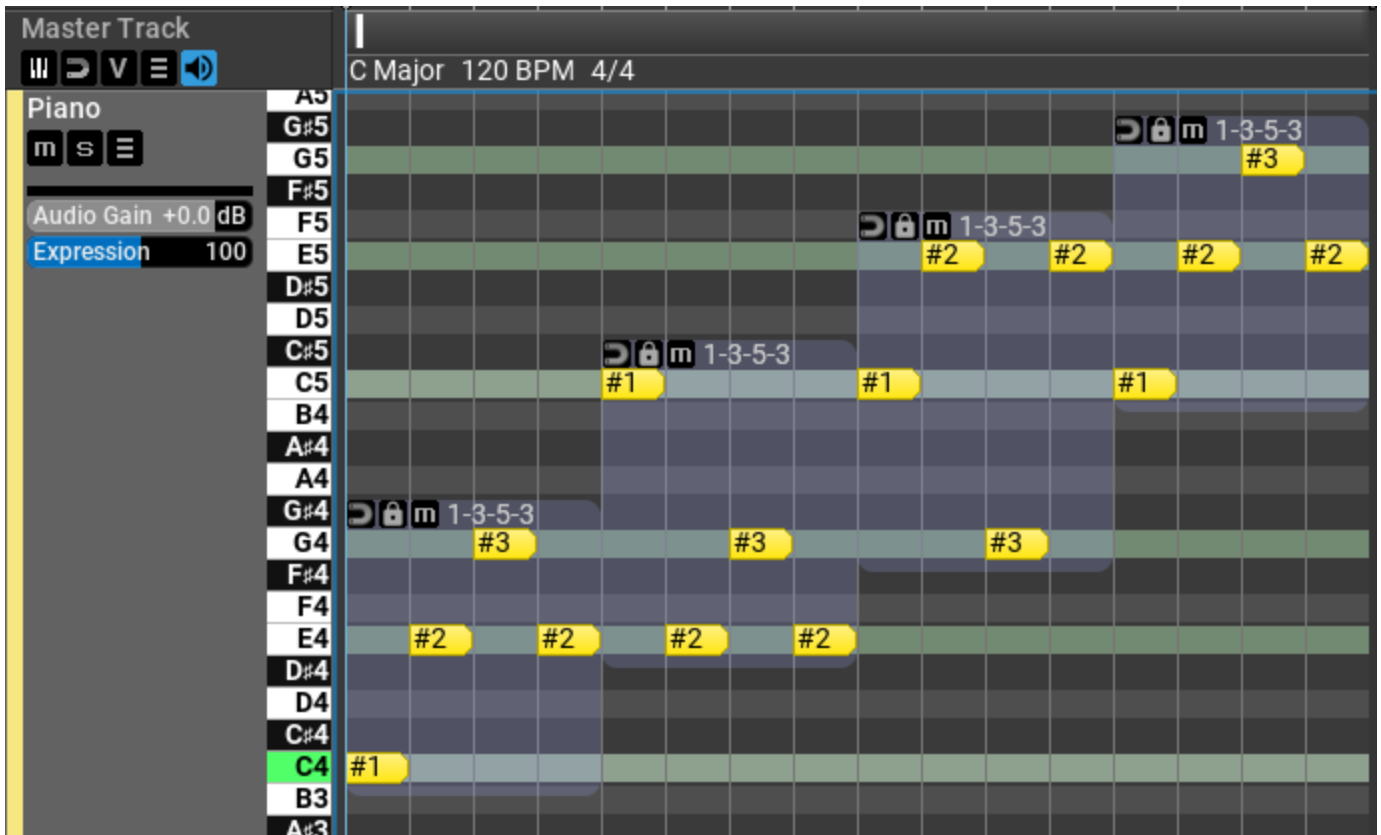 Master Track
V
C Major 120 BPM 4/4
Piano
m s
Audio Gain +0.0 dB
Expression 100
A5
G♯5
G5
F♯5
F5
E5
D♯5
D5
C♯5
C5
B4
A♯4
A4
G♯4
G4
F♯4
F4
E4
D♯4
D4
C♯4
C4
B3
A♯3
m 1-3-5-3
#3
m 1-3-5-3
#2 #2 #2 #2
m 1-3-5-3
#1 #1 #1
m 1-3-5-3
#3 #3 #3
#2 #2 #2 #2
#1